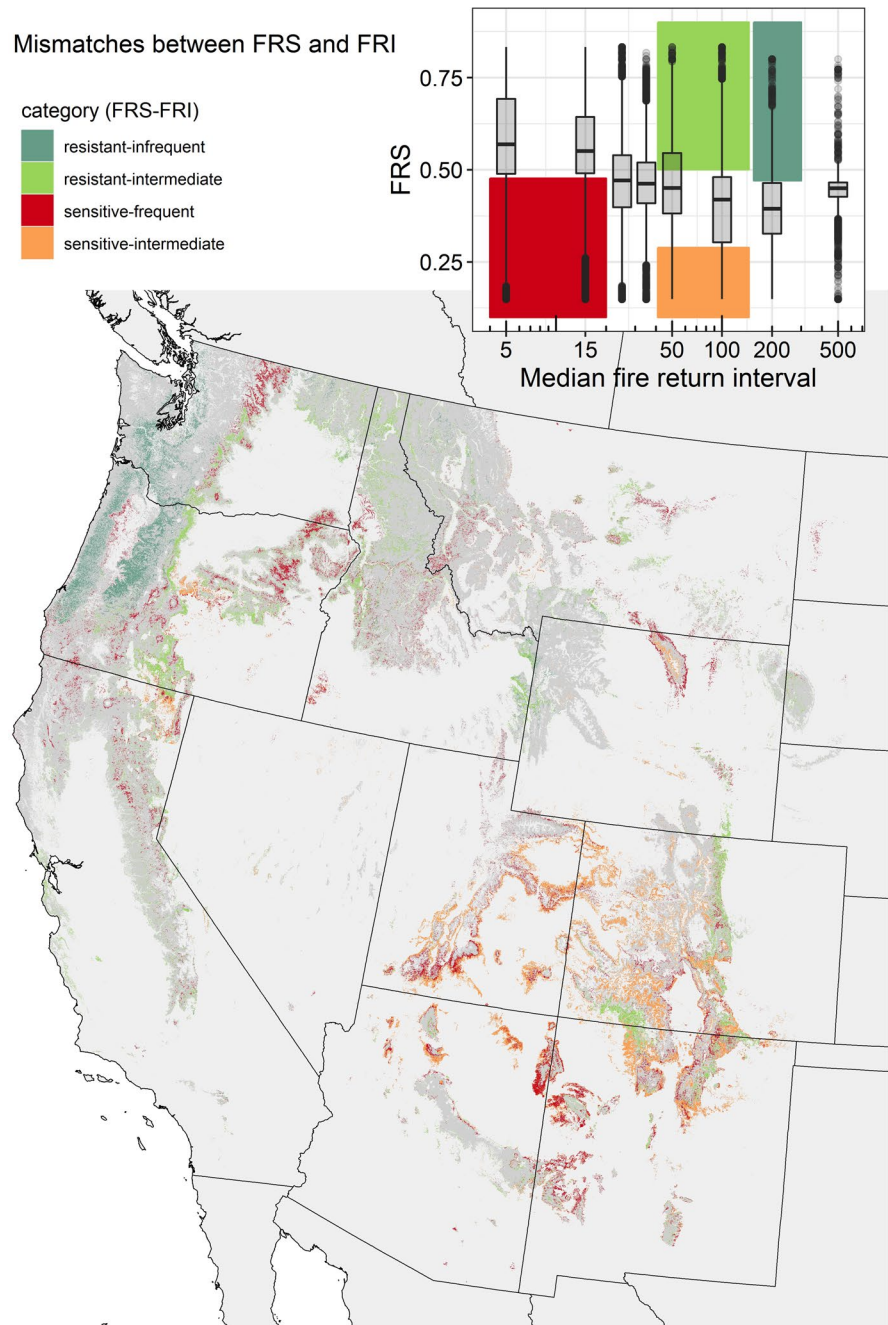 Mismatches between FRS and FRI
category (FRS-FRI)
resistant-infrequent
resistant-intermediate
sensitive-frequent
sensitive-intermediate
FRS
0.75
0.50
0.25
5 15 50 100 200 500
Median fire return interval